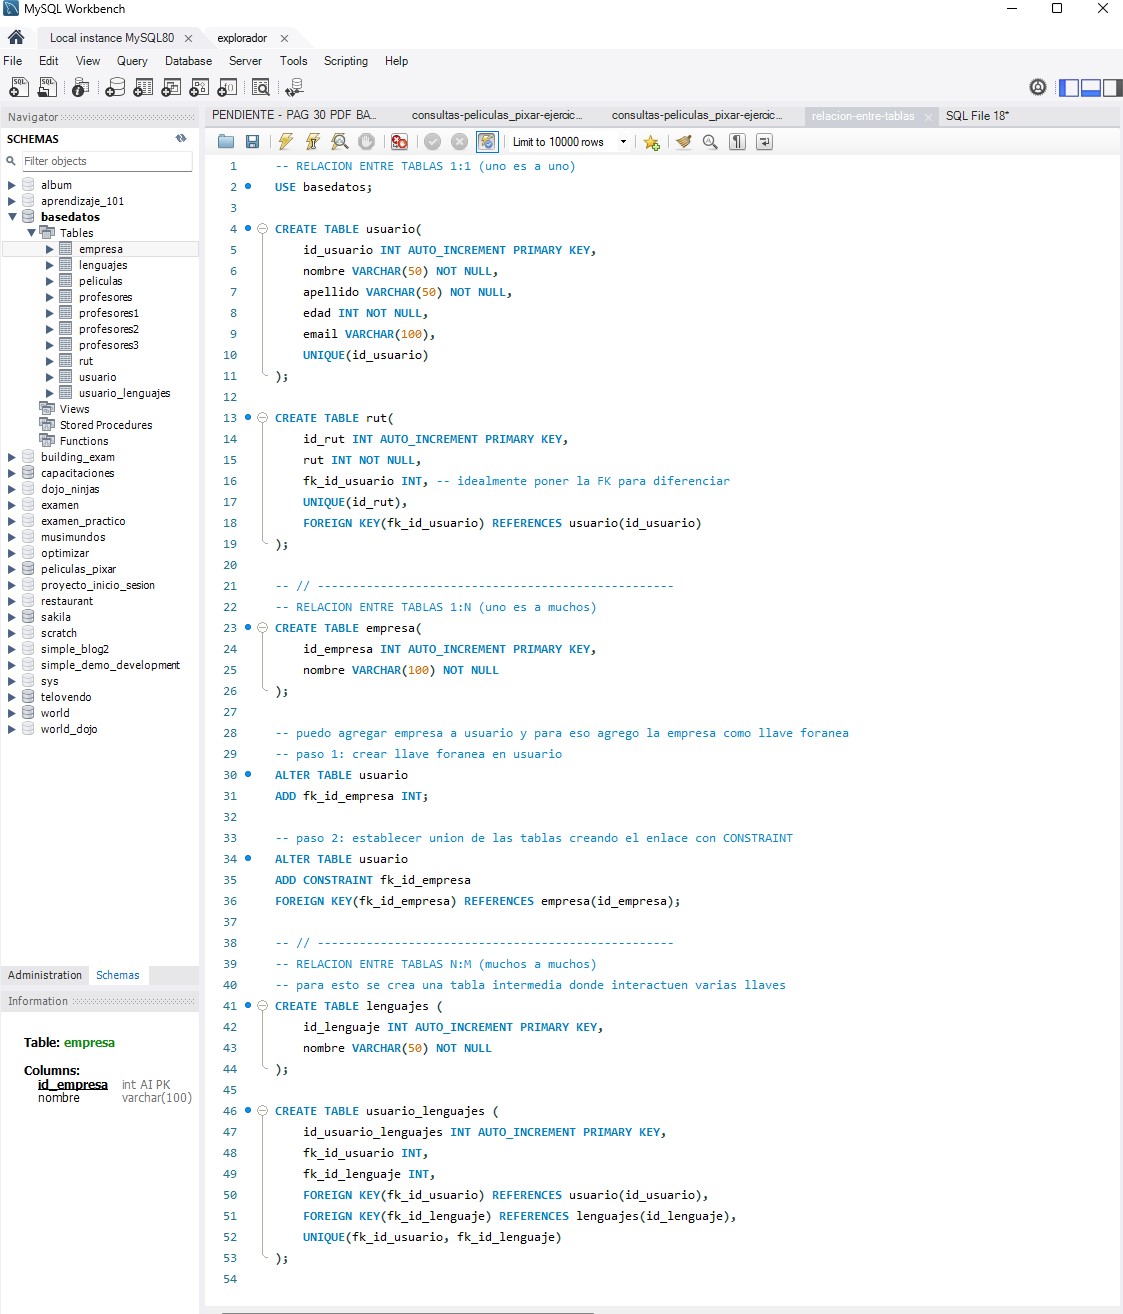 MySQL Workbench
Local instance MySQL80
explorador
File Edit View Query Database Server Tools Scripting Help
Navigator
SCHEMAS
Filter objects
album
aprendizaje_101
basedatos
Tables
empresa
lenguajes
peliculas
profesores
profesores1
profesores2
profesores3
rut
usuario
usuario_lenguajes
Views
Stored Procedures
Functions
building_exam
capacitaciones
dojo_ninjas
examen
examen_practico
musimundos
optimizar
peliculas_pixar
proyecto_inicio_sesion
restaurant
sakila
scratch
simple_blog2
simple_demo_development
sys
telovendo
world
world_dojo
Administration Schemas
Information
Table: empresa
Columns:
id_empresa int AI PK
nombre varchar(100)
PENDIENTE - PAG 30 PDF BA... consultas-peliculas_pixar-ejercic... consultas-peliculas_pixar-ejercic... relacion-entre-tablas SQL File 18*
Limit to 10000 rows
1 -- RELACION ENTRE TABLAS 1:1 (uno es a uno)
2 USE basedatos;
3
4 CREATE TABLE usuario(
5 id_usuario INT AUTO_INCREMENT PRIMARY KEY,
6 nombre VARCHAR(50) NOT NULL,
7 apellido VARCHAR(50) NOT NULL,
8 edad INT NOT NULL,
9 email VARCHAR(100),
10 UNIQUE(id_usuario)
11 );
12
13 CREATE TABLE rut(
14 id_rut INT AUTO_INCREMENT PRIMARY KEY,
15 rut INT NOT NULL,
16 fk_id_usuario INT, -- idealmente poner la FK para diferenciar
17 UNIQUE(id_rut),
18 FOREIGN KEY(fk_id_usuario) REFERENCES usuario(id_usuario)
19 );
20
21 -- // ---------------------------------------------------
22 -- RELACION ENTRE TABLAS 1:N (uno es a muchos)
23 CREATE TABLE empresa(
24 id_empresa INT AUTO_INCREMENT PRIMARY KEY,
25 nombre VARCHAR(100) NOT NULL
26 );
27
28 -- puedo agregar empresa a usuario y para eso agrego la empresa como llave foranea
29 -- paso 1: crear llave foranea en usuario
30 ALTER TABLE usuario
31 ADD fk_id_empresa INT;
32
33 -- paso 2: establecer union de las tablas creando el enlace con CONSTRAINT
34 ALTER TABLE usuario
35 ADD CONSTRAINT fk_id_empresa
36 FOREIGN KEY(fk_id_empresa) REFERENCES empresa(id_empresa);
37
38 -- // ---------------------------------------------------
39 -- RELACION ENTRE TABLAS N:M (muchos a muchos)
40 -- para esto se crea una tabla intermedia donde interactuen varias llaves
41 CREATE TABLE lenguajes (
42 id_lenguaje INT AUTO_INCREMENT PRIMARY KEY,
43 nombre VARCHAR(50) NOT NULL
44 );
45
46 CREATE TABLE usuario_lenguajes (
47 id_usuario_lenguajes INT AUTO_INCREMENT PRIMARY KEY,
48 fk_id_usuario INT,
49 fk_id_lenguaje INT,
50 FOREIGN KEY(fk_id_usuario) REFERENCES usuario(id_usuario),
51 FOREIGN KEY(fk_id_lenguaje) REFERENCES lenguajes(id_lenguaje),
52 UNIQUE(fk_id_usuario, fk_id_lenguaje)
53 );
54